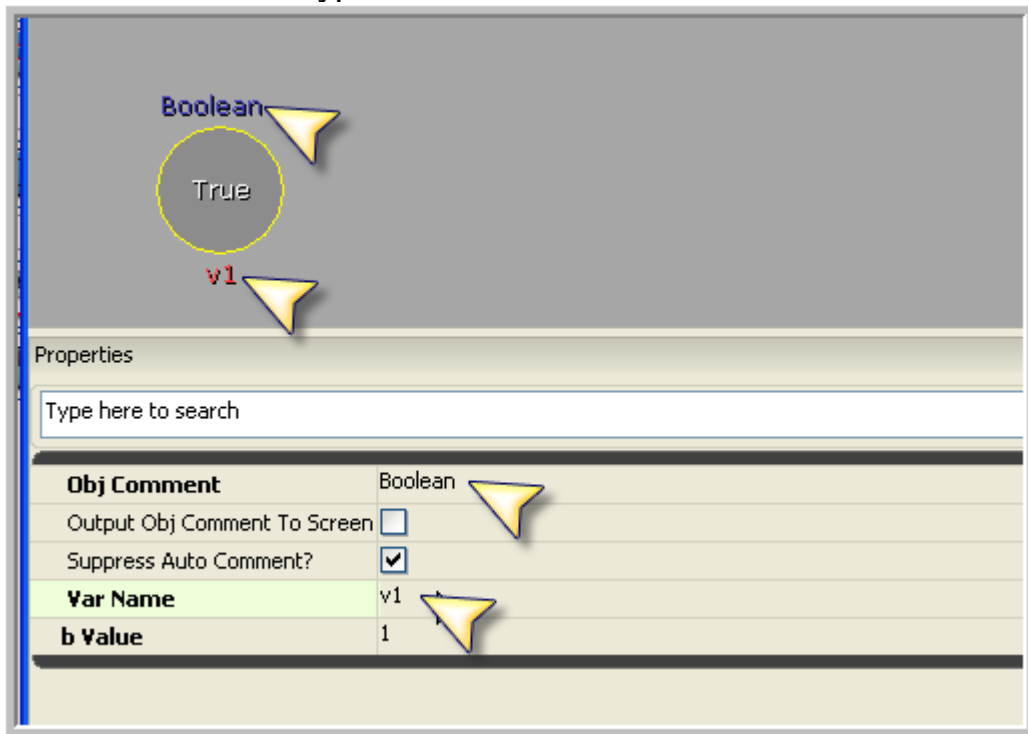 Boolean
True
v1
Properties
Type here to search
Obj Comment Boolean
Output Obj Comment To Screen
Suppress Auto Comment?
Var Name v1
b Value 1